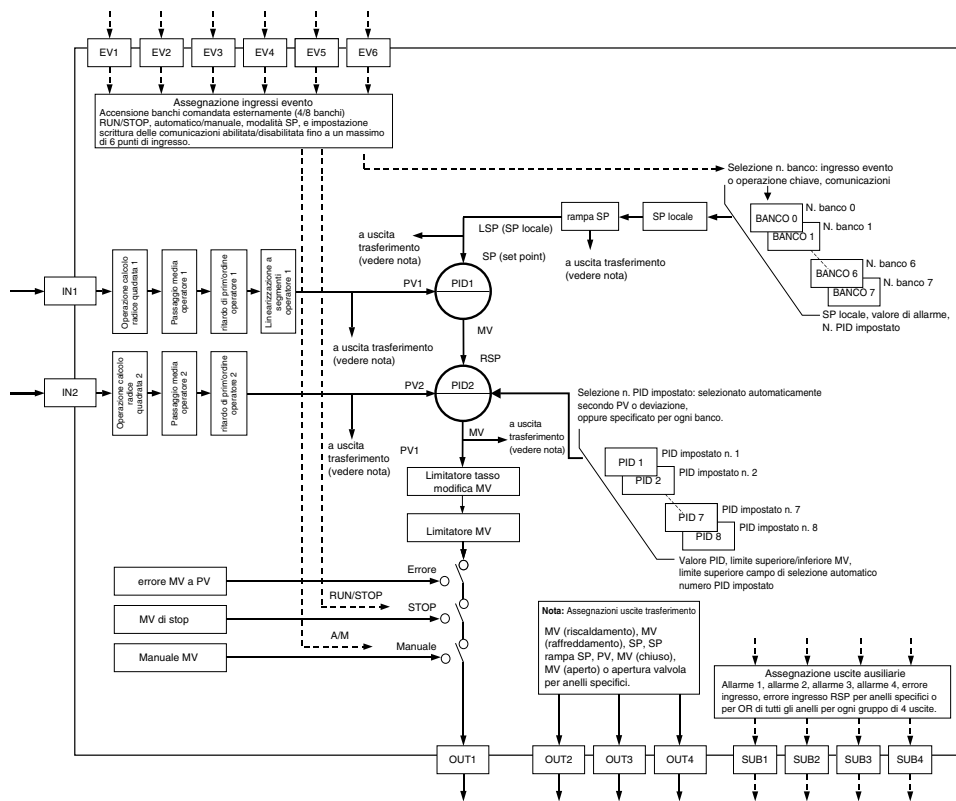 EV1
EV2
EV3
EV4
EV5
EV6
Assegnazione ingressi evento
Accensione banchi comandata esternamente (4/8 banchi)
RUN/STOP, automatico/manuale, modalità SP, e impostazione
scrittura delle comunicazioni abilitata/disabilitata fino a un massimo
di 6 punti di ingresso.
Selezione n. banco: ingresso evento
o operazione chiave, comunicazioni
BANCO 0
N. banco 0
BANCO 1
N. banco 1
BANCO 6
N. banco 6
BANCO 7
N. banco 7
SP locale, valore di allarme,
N. PID impostato
SP locale
rampa SP
LSP (SP locale)
a uscita
trasferimento
(vedere nota)
a uscita trasferimento
(vedere nota)
SP (set point)
IN1
Operazione calcolo
radice
quadrata 1
Passaggio media
operatore 1
ritardo di prim'ordine
operatore 1
Linearizzazione a
segmenti
operatore 1
PV1
PID1
a uscita trasferimento
(vedere nota)
MV
RSP
IN2
Operazione calcolo
radice
quadrata 2
Passaggio media
operatore 2
ritardo di prim'ordine
operatore 2
PV2
PID2
a uscita
trasferimento
(vedere nota)
PV1
MV
a uscita
trasferimento
(vedere nota)
Selezione n. PID impostato: selezionato automaticamente
secondo PV o deviazione,
oppure specificato per ogni banco.
PID 1
PID impostato n. 1
PID 2
PID impostato n. 2
PID 7
PID impostato n. 7
PID 8
PID impostato n. 8
Valore PID, limite superiore/inferiore MV,
limite superiore campo di selezione automatico
numero PID impostato
Limitatore tasso
modifica MV
Limitatore MV
errore MV a PV
Errore
RUN/STOP
MV di stop
STOP
A/M
Manuale MV
Manuale
Nota: Assegnazioni uscite trasferimento
MV (riscaldamento), MV
(raffreddamento), SP, SP
rampa SP, PV, MV (chiuso),
MV (aperto) o apertura valvola
per anelli specifici.
Assegnazione uscite ausiliarie
Allarme 1, allarme 2, allarme 3, allarme 4, errore
ingresso, errore ingresso RSP per anelli specifici o
per OR di tutti gli anelli per ogni gruppo di 4 uscite.
OUT1
OUT2
OUT3
OUT4
SUB1
SUB2
SUB3
SUB4